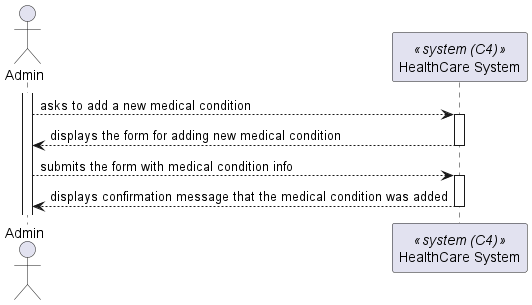 Admin
«system (C4)»
HealthCare System
asks to add a new medical condition
displays the form for adding new medical condition
submits the form with medical condition info
displays confirmation message that the medical condition was added
Admin
«system (C4)»
HealthCare System